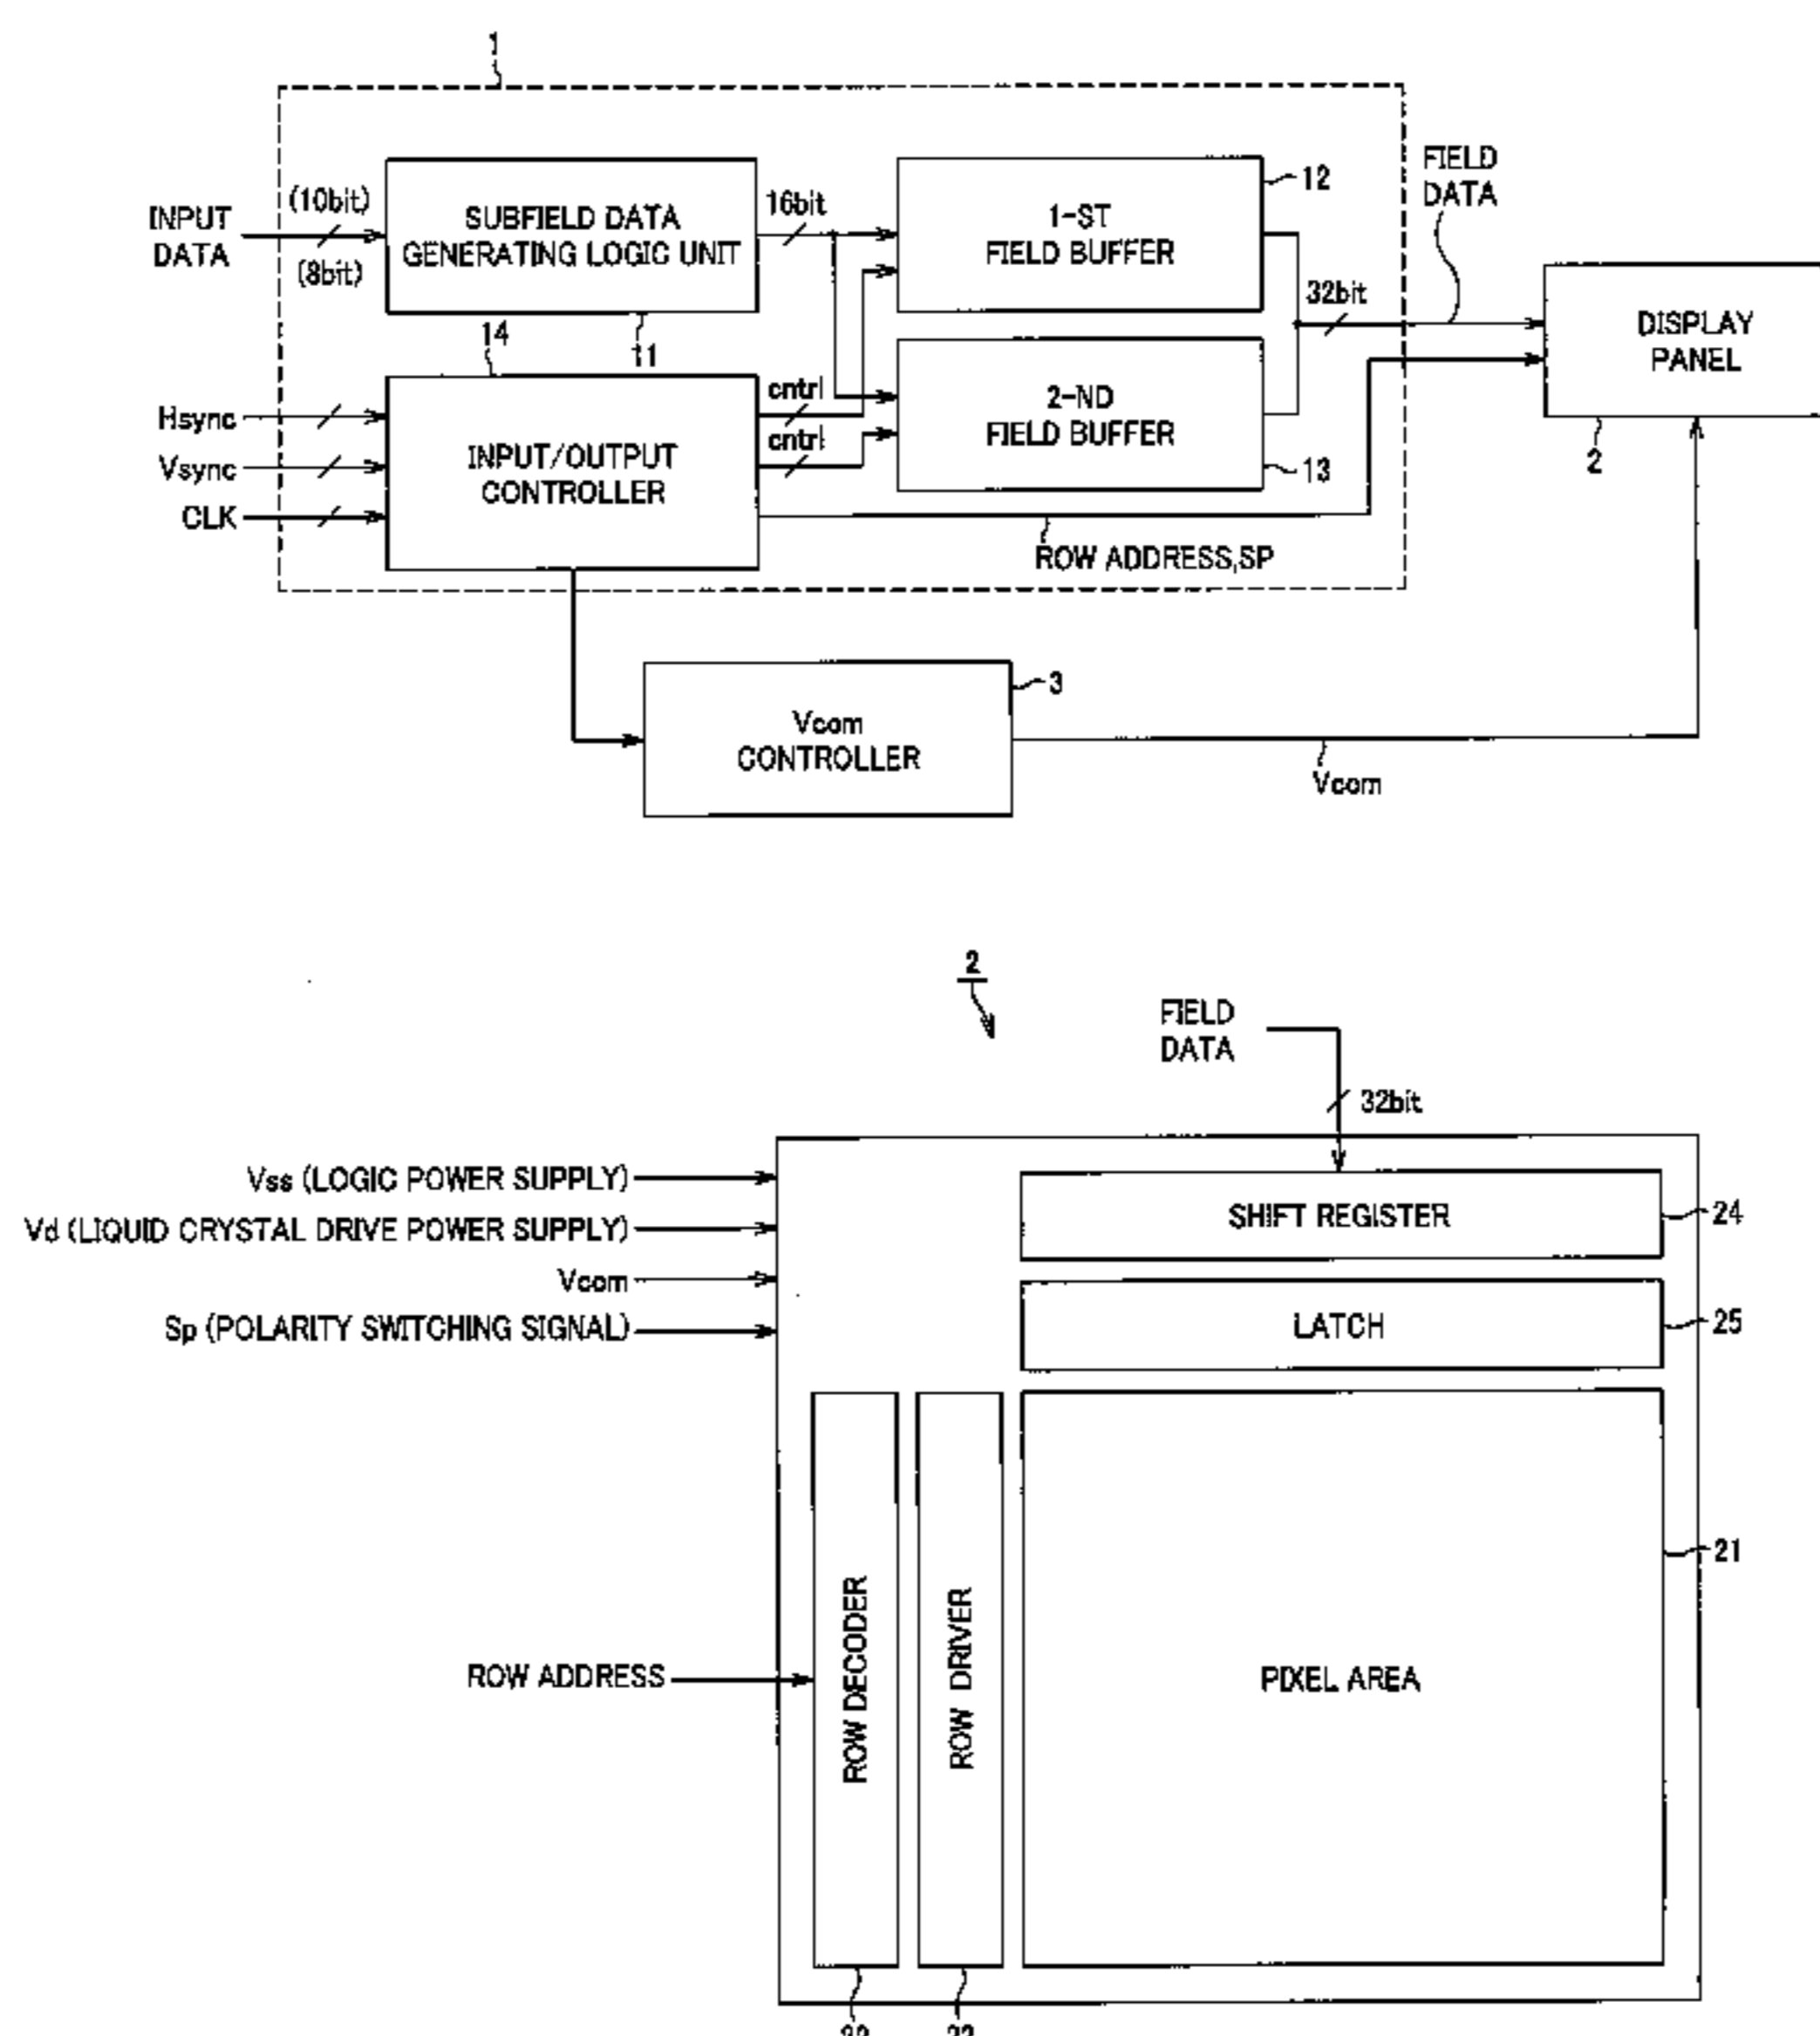 1
INPUT
DATA
(10bit)
(8bit)
SUBFIELD DATA
GENERATING LOGIC UNIT
11
16bit
1-ST
FIELD BUFFER
12
FIELD
DATA
32bit
DISPLAY
PANEL
2
14
Hsync
Vsync
CLK
INPUT/OUTPUT
CONTROLLER
cntrl
cntrl
2-ND
FIELD BUFFER
13
ROW ADDRESS,SP
Vcom
CONTROLLER
3
Vcom
2
FIELD
DATA
32bit
Vss (LOGIC POWER SUPPLY)
Vd (LIQUID CRYSTAL DRIVE POWER SUPPLY)
Vcom
Sp (POLARITY SWITCHING SIGNAL)
SHIFT REGISTER
24
LATCH
25
ROW ADDRESS
ROW DECODER
ROW DRIVER
PIXEL AREA
21